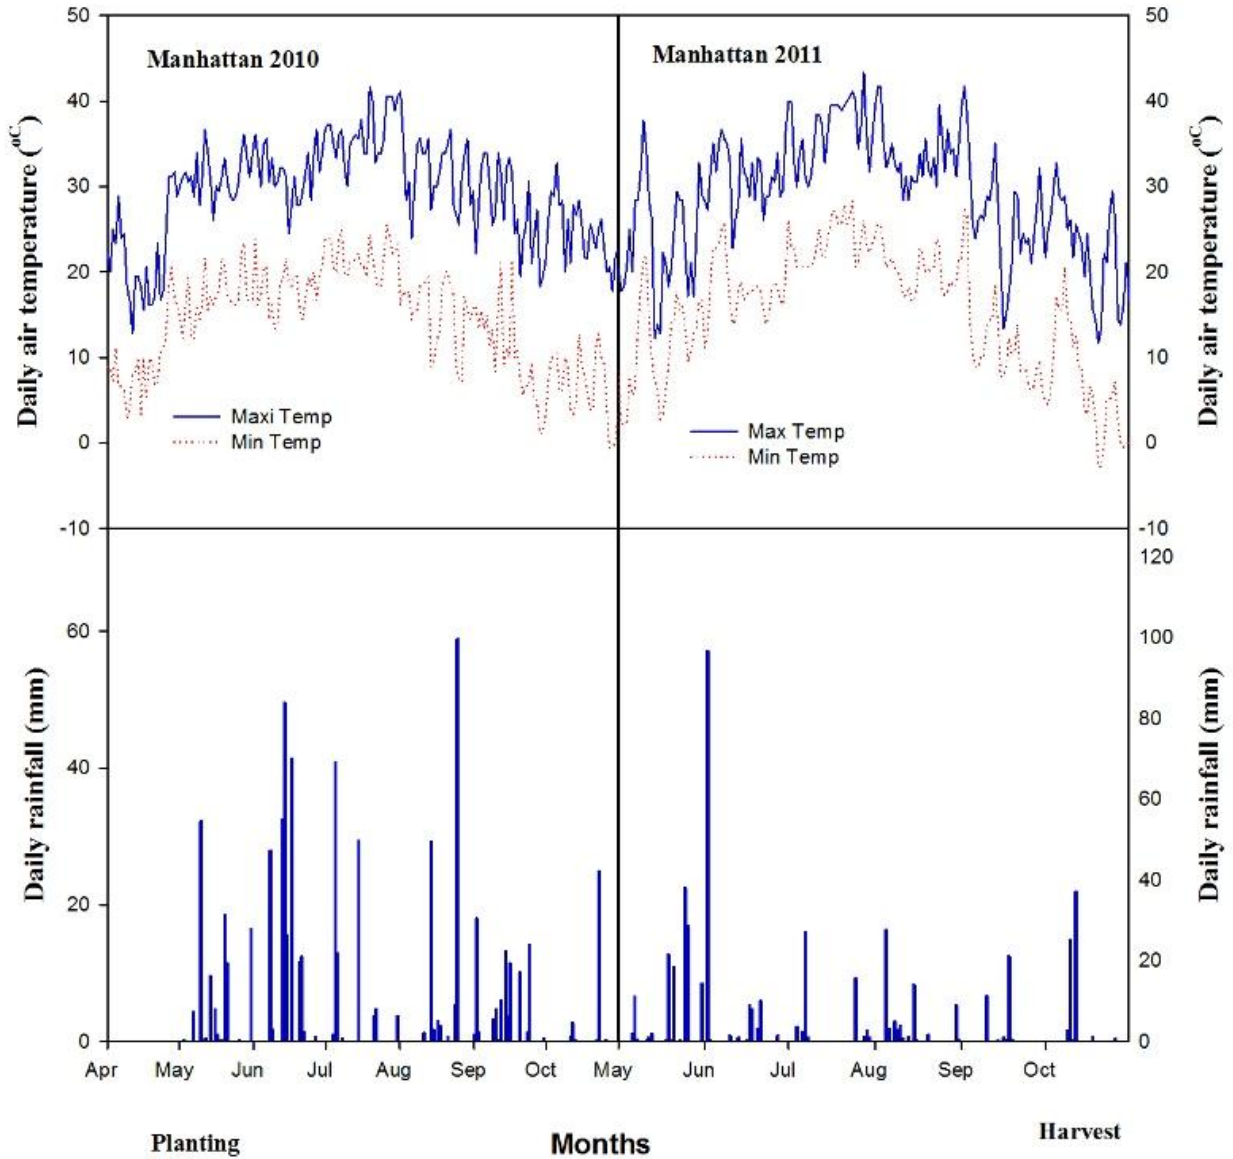 50
40
30
20
10
0
-10
Daily air temperature (°C)
Manhattan 2010
Maxi Temp
Min Temp
Manhattan 2011
Max Temp
Min Temp
50
40
30
20
10
0
-10
Daily air temperature (°C)
60
40
20
0
Daily rainfall (mm)
120
100
80
60
40
20
0
Daily rainfall (mm)
Apr May Jun Jul Aug Sep Oct May Jun Jul Aug Sep Oct
Planting Months Harvest